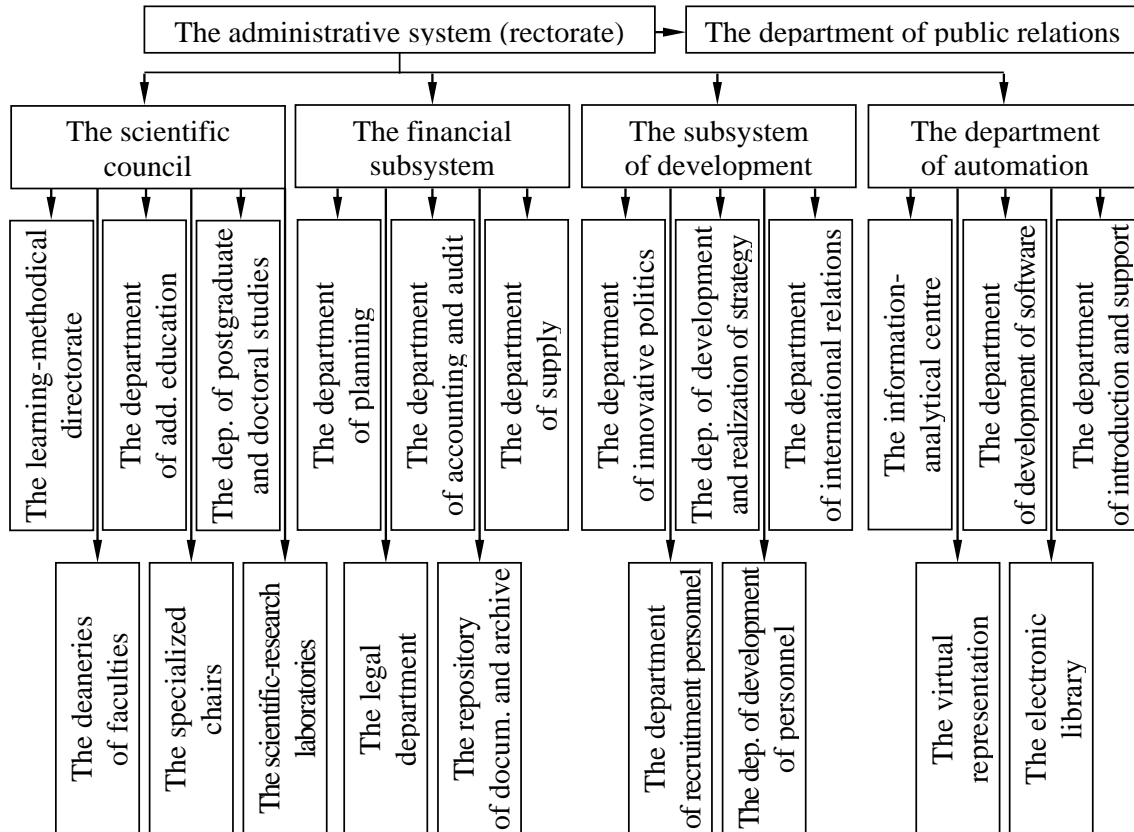 The administrative system (rectorate)
The department of public relations
The scientific
council
The financial
subsystem
The subsystem
of development
The department
of automation
The learning-methodical
directorate
The department
of add. education
The dep. of postgraduate
and doctoral studies
The department
of planning
The department
of accounting and audit
The department
of supply
The department
of innovative politics
The dep. of development
and realization of strategy
The department
of international relations
The information-
analytical centre
The department
of development of software
The department
of introduction and support
The deaneries
of faculties
The specialized
chairs
The scientific-research
laboratories
The legal
department
The repository
of docum. and archive
The department
of recruitment personnel
The dep. of development
of personnel
The virtual
representation
The electronic
library